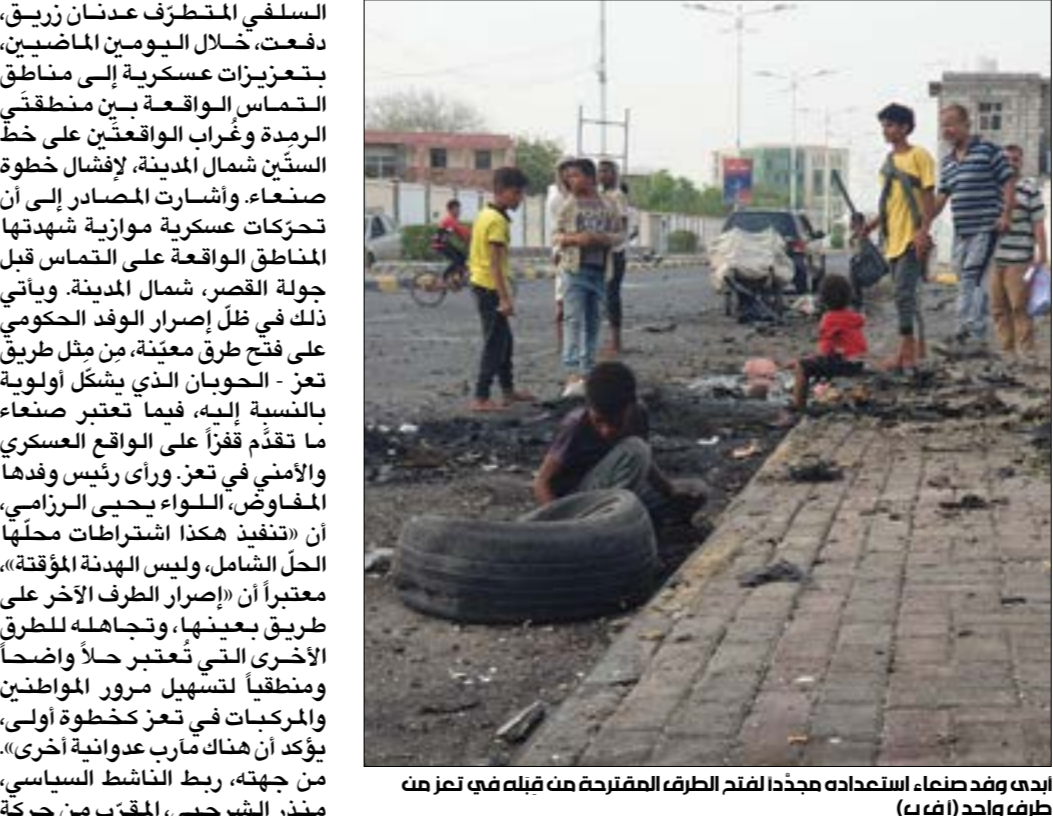 السلفي المتطرّف عدنان زريق،
دفعت، خلال اليومين الماضيين،
بتعزيزات عسكرية إلى مناطق
التماس الواقعة بين منطقتَي
الرمدة وغُراب الواقعتَين على خط
الستّين شمال المدينة، لإفشال خطوة
صنعاء. وأشارت المصادر إلى أن
تحرّكات عسكرية موازية شهدتها
المناطق الواقعة على التماس قبل
جولة القصر، شمال المدينة. ويأتي
ذلك في ظلّ إصرار الوفد الحكومي
على فتح طرق معيّنة، مِن مِثل طريق
تعز - الحوبان الذي يشكّل أولوية
بالنسبة إليه، فيما تعتبر صنعاء
ما تقدَّم قفزاً على الواقع العسكري
والأمني في تعز. ورأى رئيس وفدها
المفاوض، اللواء يحيى الرزامي،
أن «تنفيذ هكذا اشتراطات محلّها
الحلّ الشامل، وليس الهدنة المؤقتة»،
معتبراً أن «إصرار الطرف الآخر على
طريق بعينها، وتجاهله للطرق
الأخرى التي تُعتبر حلاً واضحاً
ومنطقياً لتسهيل مرور المواطنين
والمركبات في تعز كخطوة أولى،
يؤكد أن هناك مآرب عدوانية أخرى».
من جهته، ربط الناشط السياسي،
منذر الشرجبي، المقرّب من حركة
أبدى وفد صنعاء استعداده مجدَّداً لفتح الطرق المقترحة من قِبَله في تعز من
طرف واحد (أ ف ب)